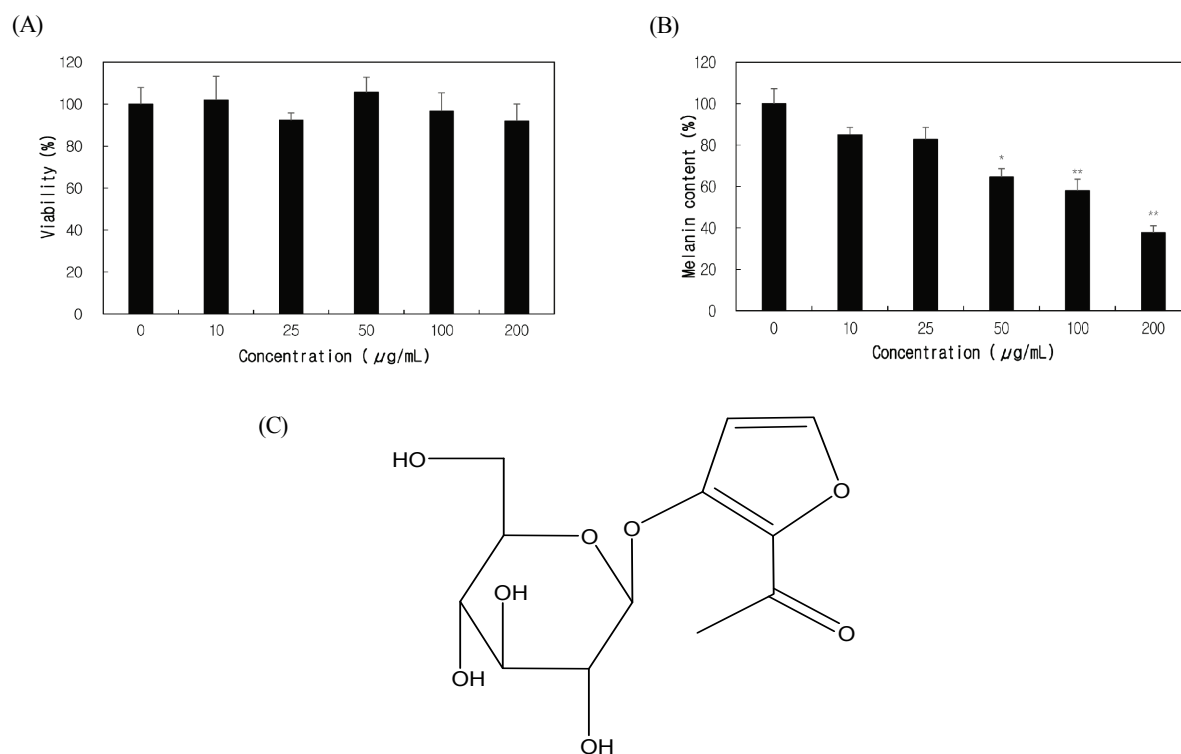 (A)
120
100
80
60
40
20
0
Viability (%)
0 10 25 50 100 200
Concentration ( μg/mL)
(B)
120
100
80
60
40
20
0
Melanin content (%)
*
**
**
0 10 25 50 100 200
Concentration ( μg/mL)
(C)
HO
O
O
O
OH
O
OH
OH